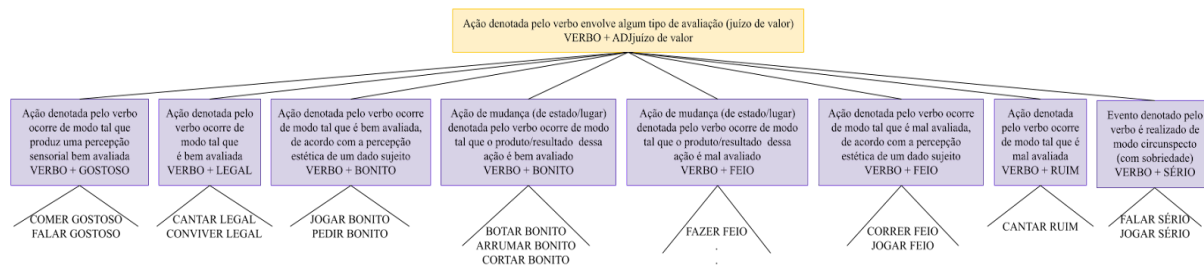 Ação denotada pelo verbo envolve algum tipo de avaliação (juízo de valor)
VERBO + ADJjuízo de valor
Ação denotada pelo verbo
ocorre de modo tal que
produz uma percepção
sensorial bem avaliada
VERBO + GOSTOSO
Ação denotada
pelo verbo
ocorre de
modo tal que
é bem avaliada
VERBO + LEGAL
Ação denotada pelo verbo ocorre
de modo tal que é bem avaliada,
de acordo com a percepção
estética de um dado sujeito
VERBO + BONITO
Ação de mudança (de estado/lugar)
denotada pelo verbo ocorre de modo
tal que o produto/resultado dessa
ação é bem avaliado
VERBO + BONITO
Ação de mudança (de estado/lugar)
denotada pelo verbo ocorre de modo
tal que o produto/resultado dessa
ação é mal avaliado
VERBO + FEIO
Ação denotada pelo verbo ocorre
de modo tal que é mal avaliada,
de acordo com a percepção
estética de um dado sujeito
VERBO + FEIO
Ação denotada
pelo verbo ocorre
de modo tal que é
mal avaliada
VERBO + RUIM
Evento denotado pelo
verbo é realizado de
modo circunspecto
(com sobriedade)
VERBO + SÉRIO
COMER GOSTOSO
FALAR GOSTOSO
CANTAR LEGAL
CONVIVER LEGAL
JOGAR BONITO
PEDIR BONITO
BOTAR BONITO
ARRUMAR BONITO
CORTAR BONITO
FAZER FEIO
.
.
CORRER FEIO
JOGAR FEIO
CANTAR RUIM
FALAR SÉRIO
JOGAR SÉRIO